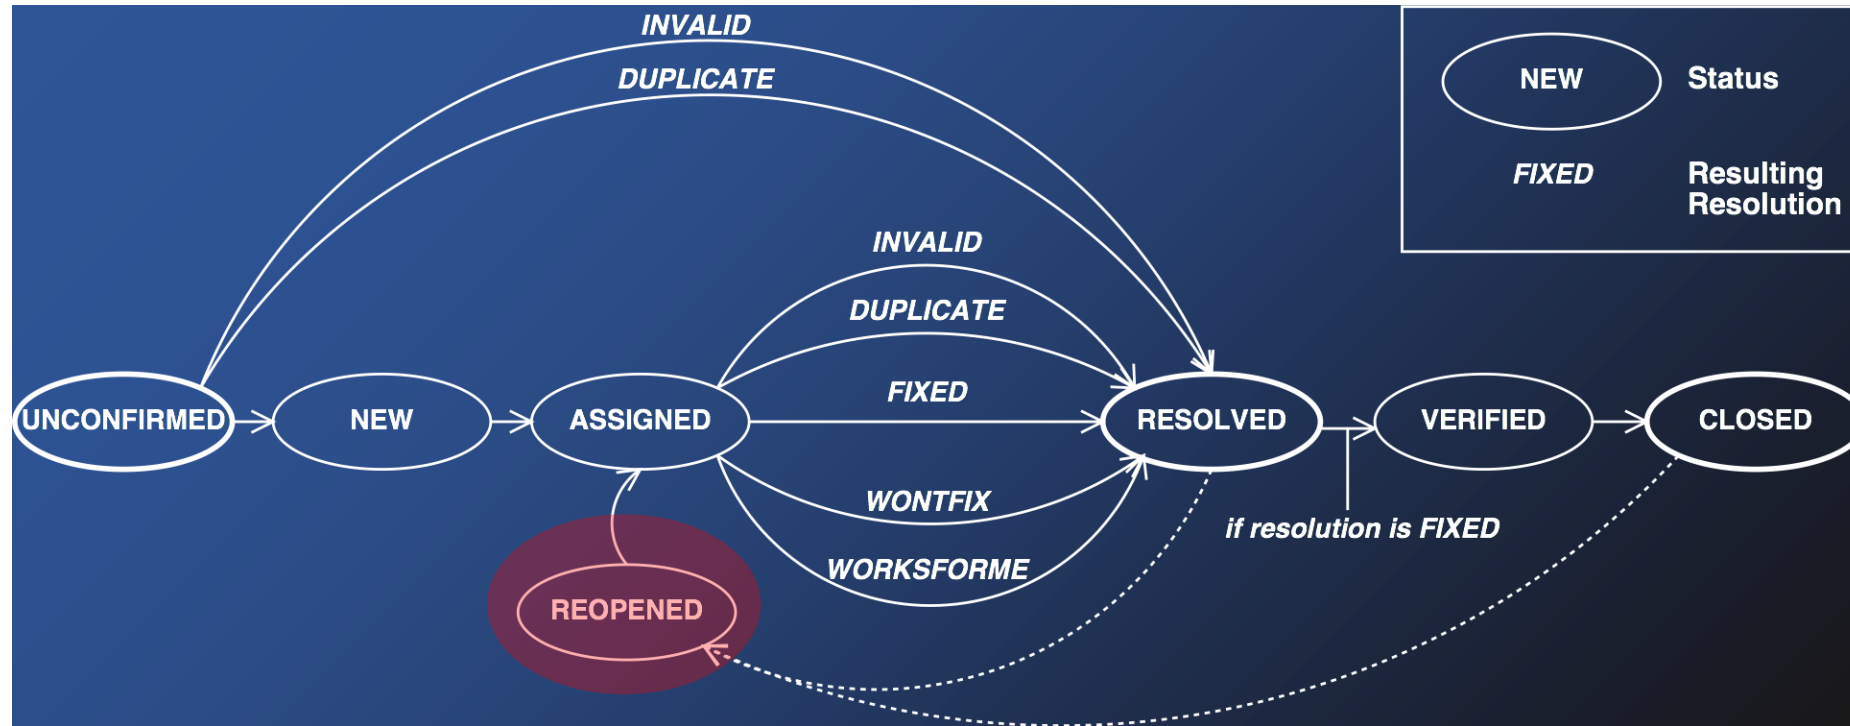 INVALID
DUPLICATE
NEW
Status
FIXED
Resulting
Resolution
INVALID
DUPLICATE
FIXED
UNCONFIRMED
NEW
ASSIGNED
RESOLVED
VERIFIED
CLOSED
WONTFIX
if resolution is FIXED
WORKSFORME
REOPENED